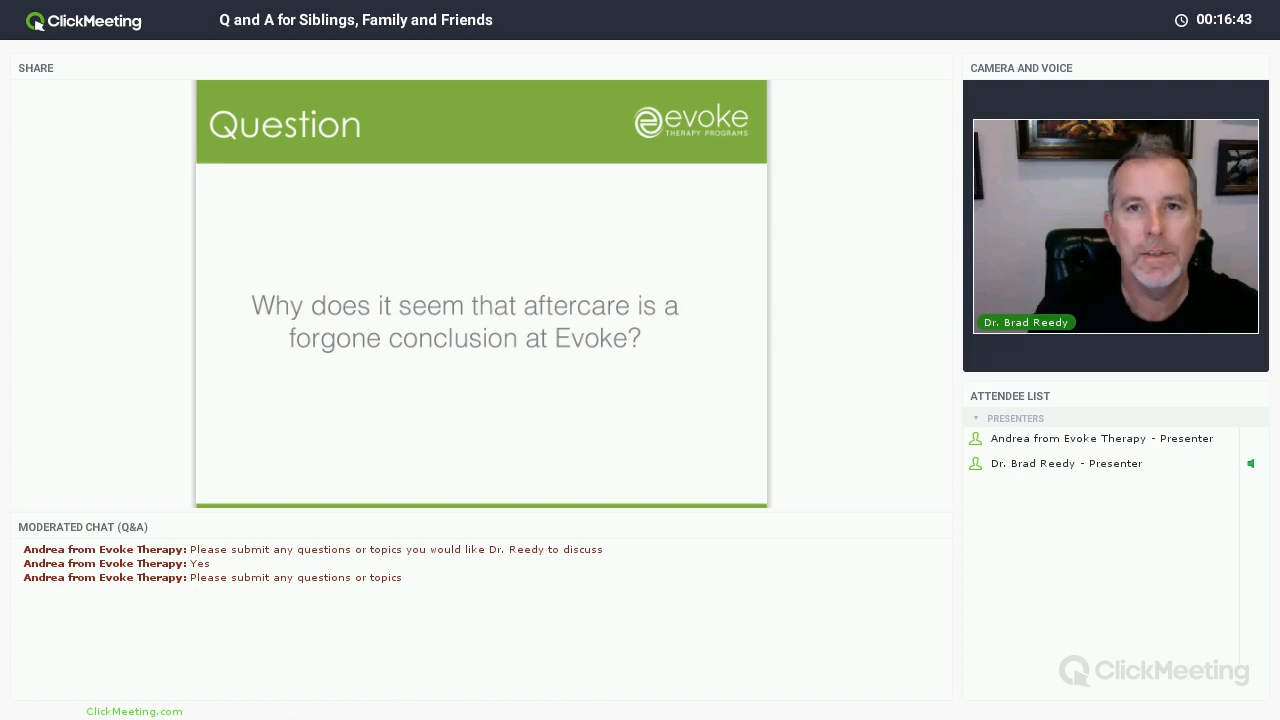 ClickMeeting
Q and A for Siblings, Family and Friends
00:16:43
SHARE
Question
evoke
THERAPY PROGRAMS
Why does it seem that aftercare is a
forgone conclusion at Evoke?
CAMERA AND VOICE
Dr. Brad Reedy
ATTENDEE LIST
PRESENTERS
Andrea from Evoke Therapy - Presenter
Dr. Brad Reedy - Presenter
MODERATED CHAT (Q&A)
Andrea from Evoke Therapy: Please submit any questions or topics you would like Dr. Reedy to discuss
Andrea from Evoke Therapy: Yes
Andrea from Evoke Therapy: Please submit any questions or topics
ClickMeeting
ClickMeeting.com